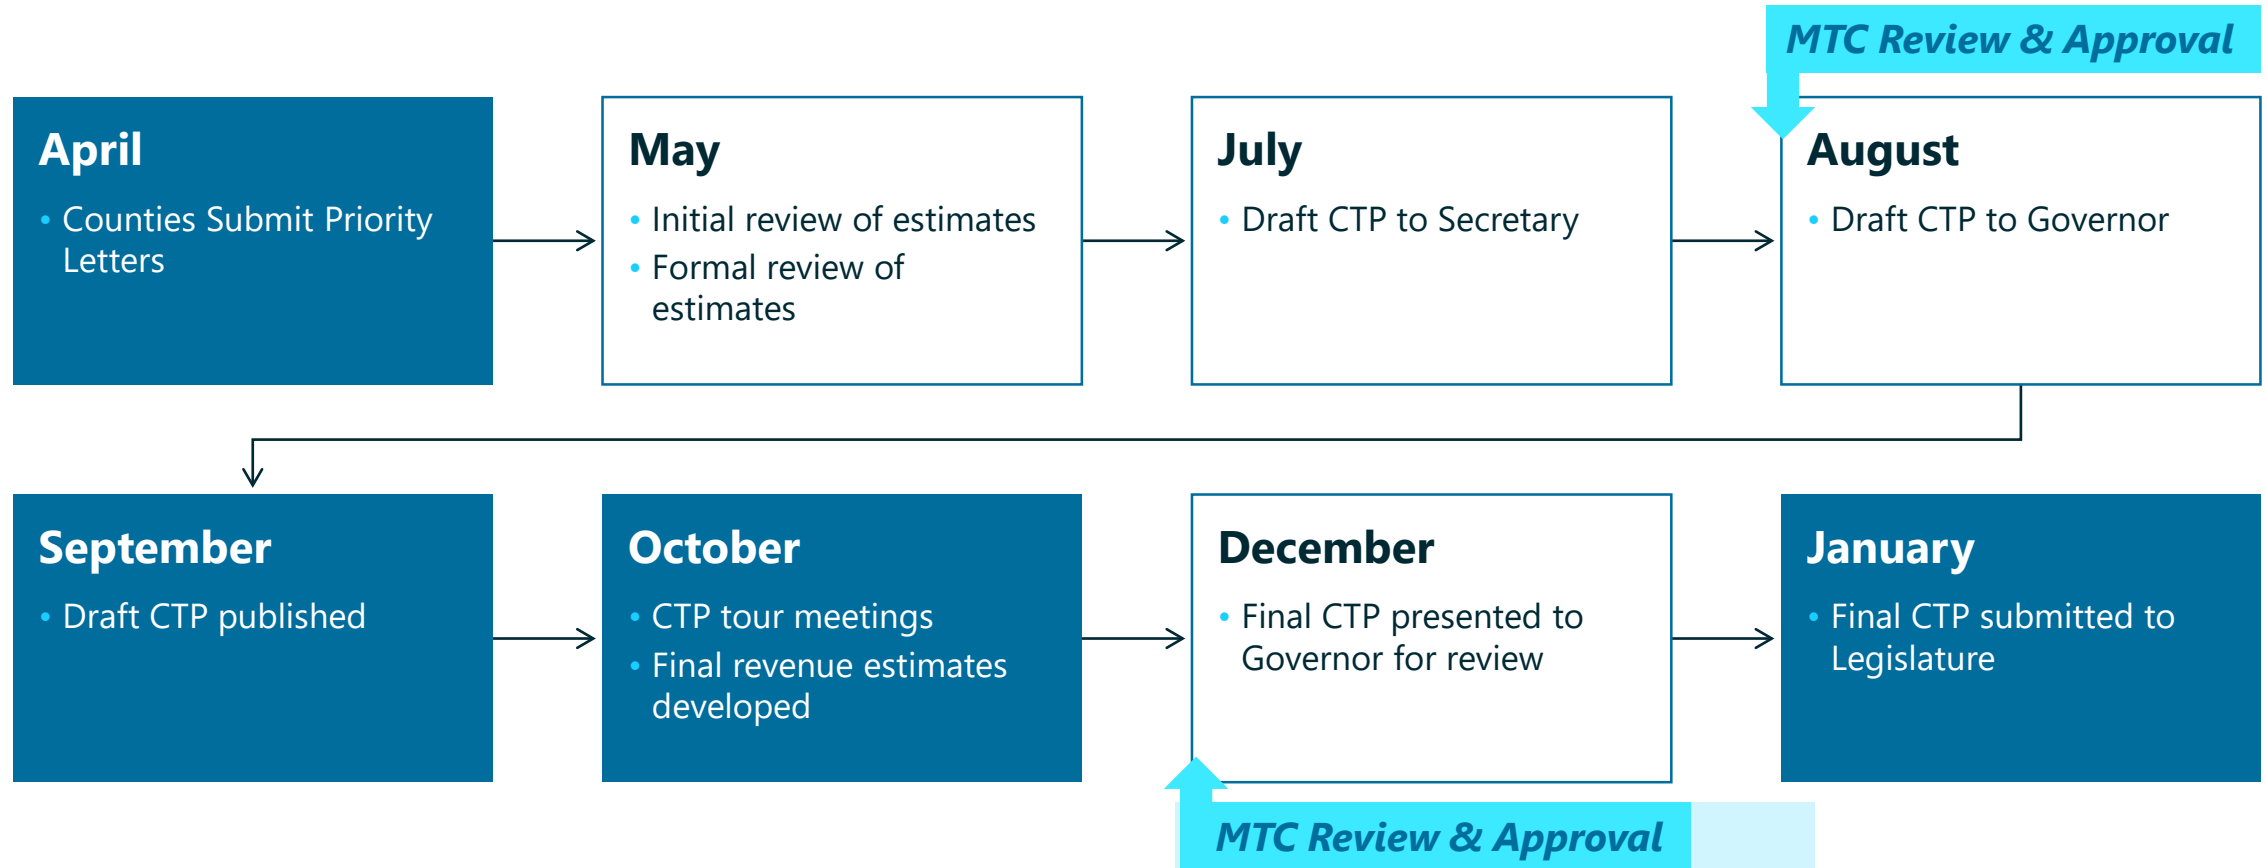 MTC Review & Approval
April
• Counties Submit Priority
Letters
May
• Initial review of estimates
• Formal review of
estimates
July
• Draft CTP to Secretary
August
• Draft CTP to Governor
September
• Draft CTP published
October
• CTP tour meetings
• Final revenue estimates
developed
December
• Final CTP presented to
Governor for review
January
• Final CTP submitted to
Legislature
MTC Review & Approval